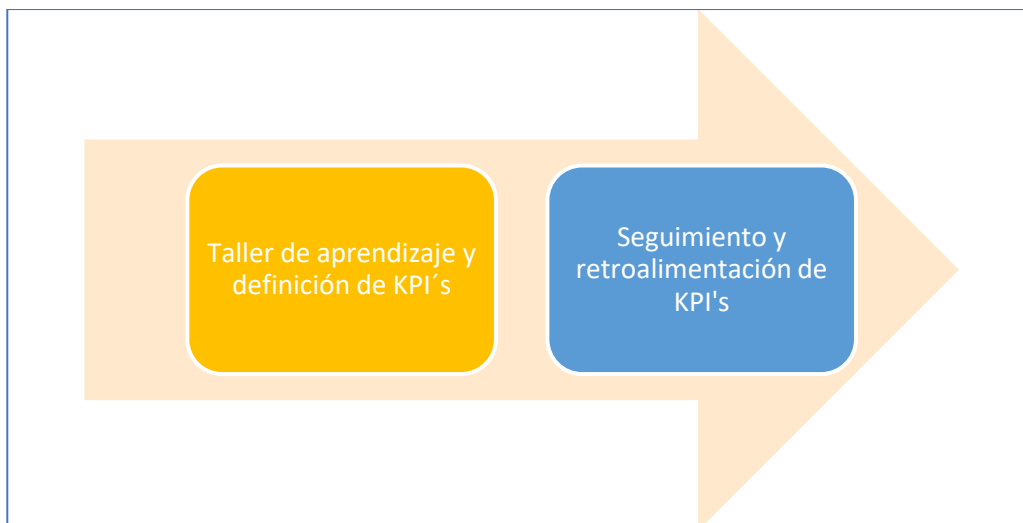 Taller de aprendizaje y
definición de KPI´s
Seguimiento y
retroalimentación de
KPI's